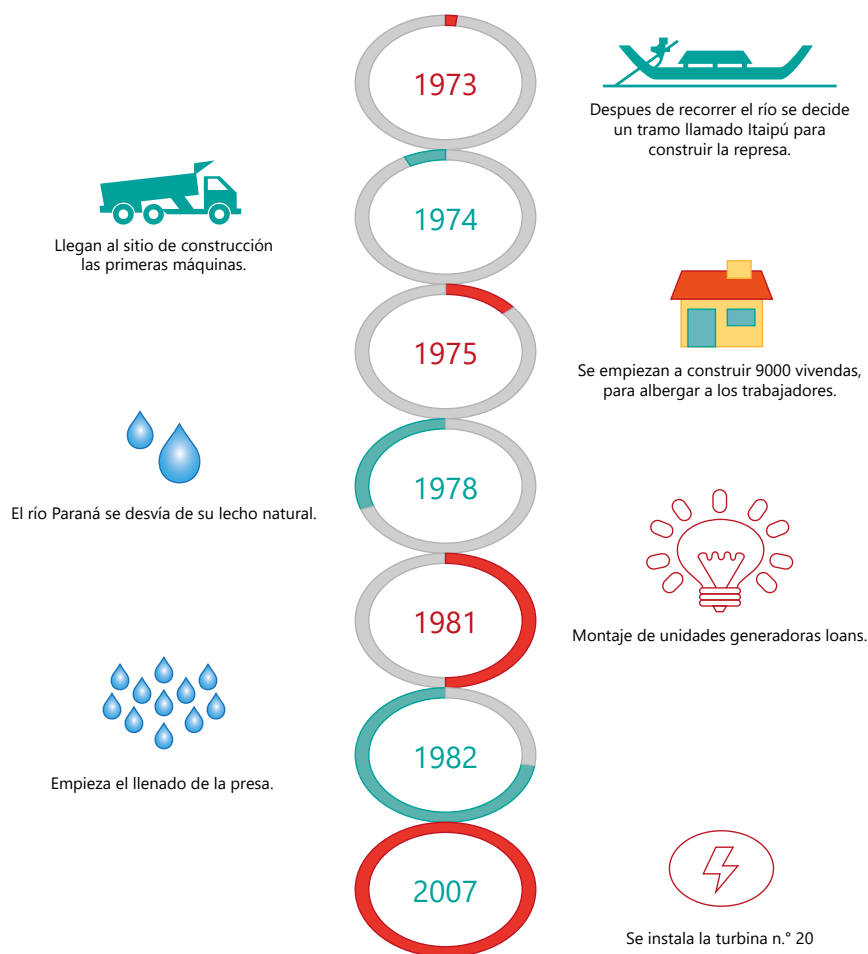 1973
Despues de recorrer el río se decide
un tramo llamado Itaipú para
construir la represa.
1974
Llegan al sitio de construcción
las primeras máquinas.
1975
Se empiezan a construir 9000 viviendas,
para albergar a los trabajadores.
1978
El río Paraná se desvía de su lecho natural.
1981
Montaje de unidades generadoras loans.
1982
Empieza el llenado de la presa.
2007
Se instala la turbina n.° 20